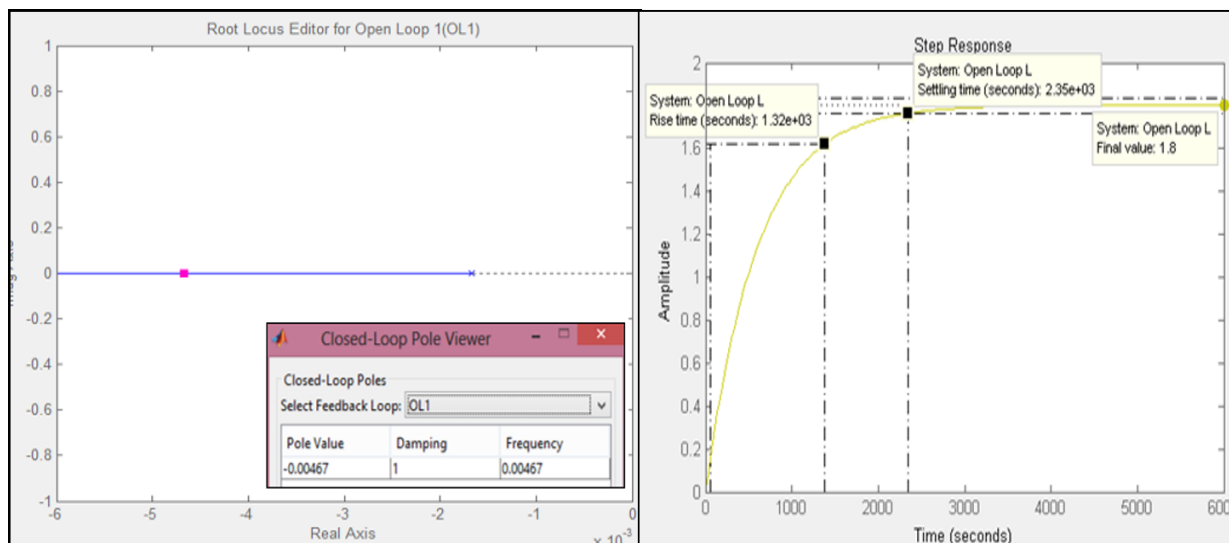 Root Locus Editor for Open Loop 1(OL1)
1
0.8
0.6
0.4
0.2
0
-0.2
-0.4
-0.6
-0.8
-1
-6
-5
-4
-3
-2
-1
0
Real Axis
x 10^-3
Closed-Loop Pole Viewer
Closed-Loop Poles
Select Feedback Loop: OL1
Pole Value Damping Frequency
-0.00467 1 0.00467
Step Response
System: Open Loop L
Settling time (seconds): 2.35e+03
System: Open Loop L
Rise time (seconds): 1.32e+03
System: Open Loop L
Final value: 1.8
Amplitude
2
1.6
1.4
1.2
1
0.8
0.6
0.4
0.2
0
0
1000
2000
3000
4000
5000
6000
Time (seconds)